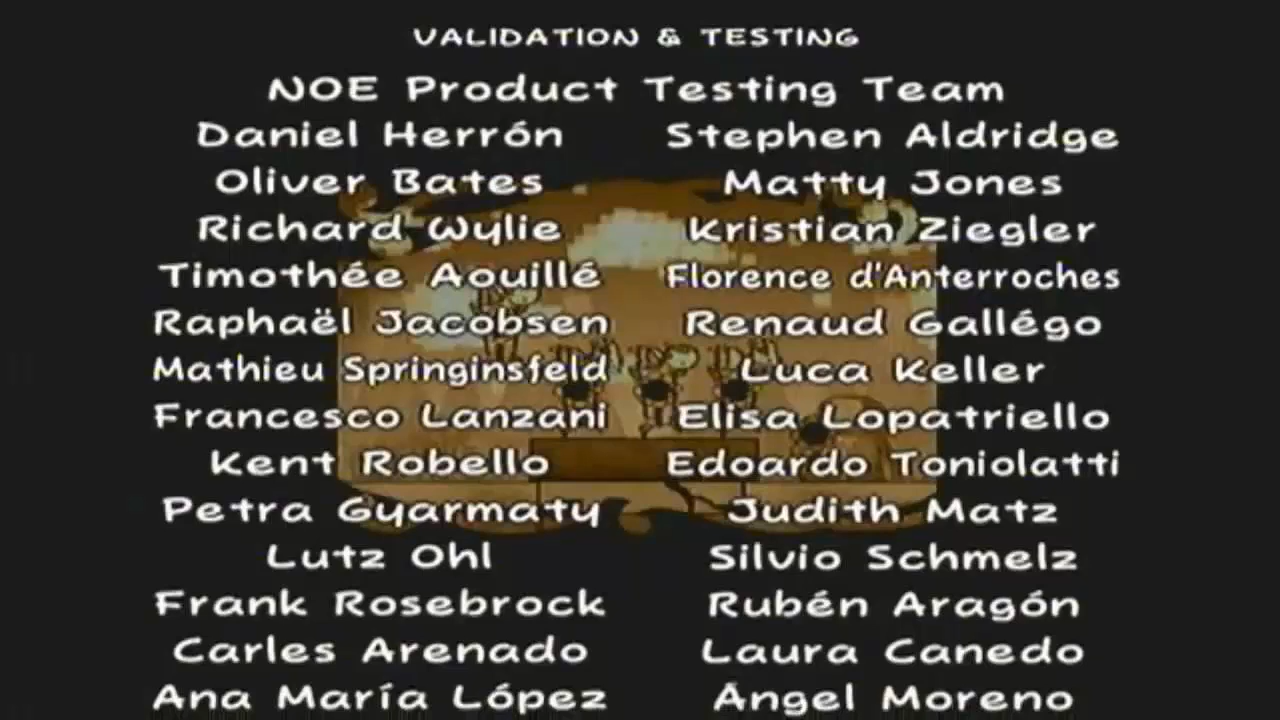 VALIDATION & TESTING
NOE Product Testing Team
Daniel Herrón Stephen Aldridge
Oliver Bates Matty Jones
Richard Wylie Kristian Ziegler
Timothée Aouillé Florence d'Anterroches
Raphaël Jacobsen Renaud Gallégo
Mathieu Springinsfeld Luca Keller
Francesco Lanzani Elisa Lopatriello
Kent Robello Edoardo Toniolatti
Petra Gyarmaty Judith Matz
Lutz Ohl Silvio Schmelz
Frank Rosebrock Rubén Aragón
Carles Arenado Laura Canedo
Ana María López Ángel Moreno